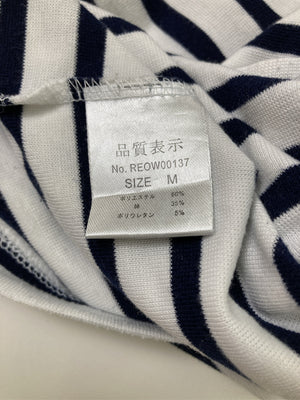 品質表示
No. REOW00137
SIZE M
ポリエステル 60%
綿 35%
ポリウレタン 5%